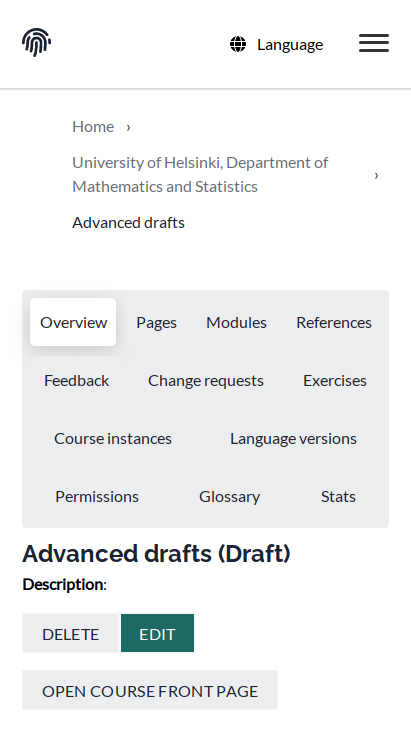 Language
Home ›
University of Helsinki, Department of
Mathematics and Statistics ›
Advanced drafts
Overview Pages Modules References
Feedback Change requests Exercises
Course instances Language versions
Permissions Glossary Stats
Advanced drafts (Draft)
Description:
DELETE EDIT
OPEN COURSE FRONT PAGE